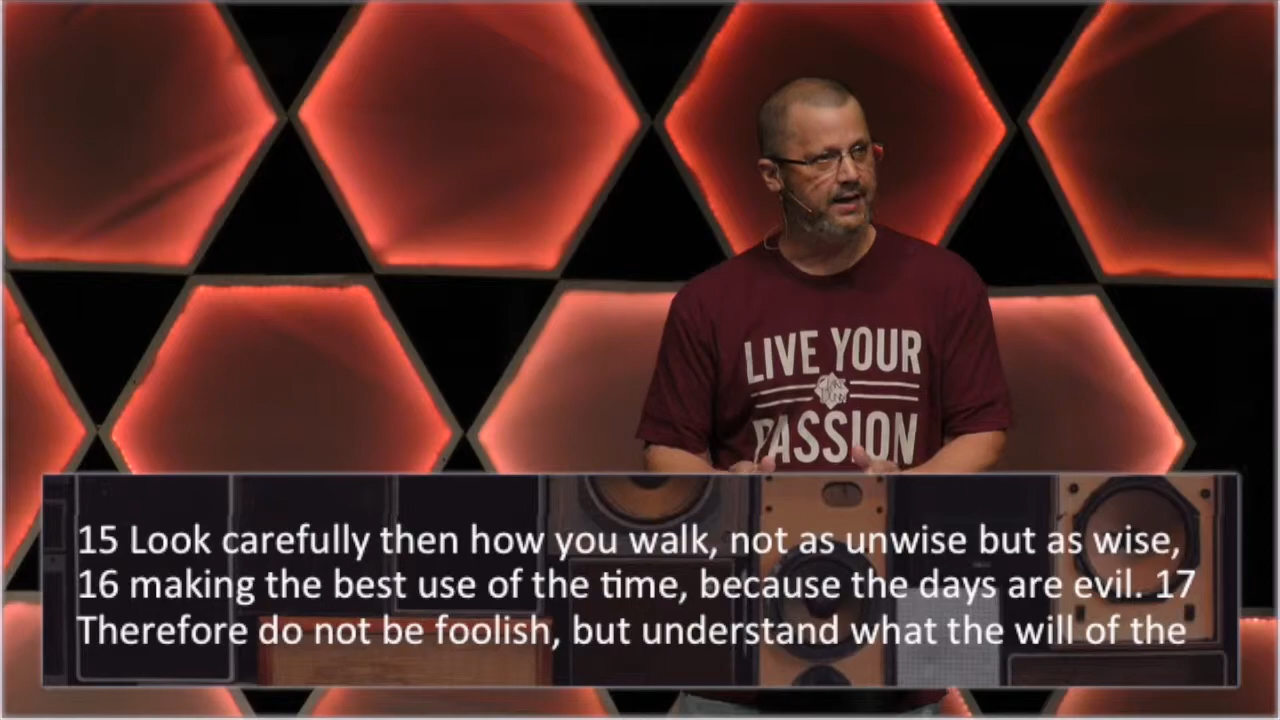 LIVE YOUR
PASSION
15 Look carefully then how you walk, not as unwise but as wise,
16 making the best use of the time, because the days are evil. 17
Therefore do not be foolish, but understand what the will of the